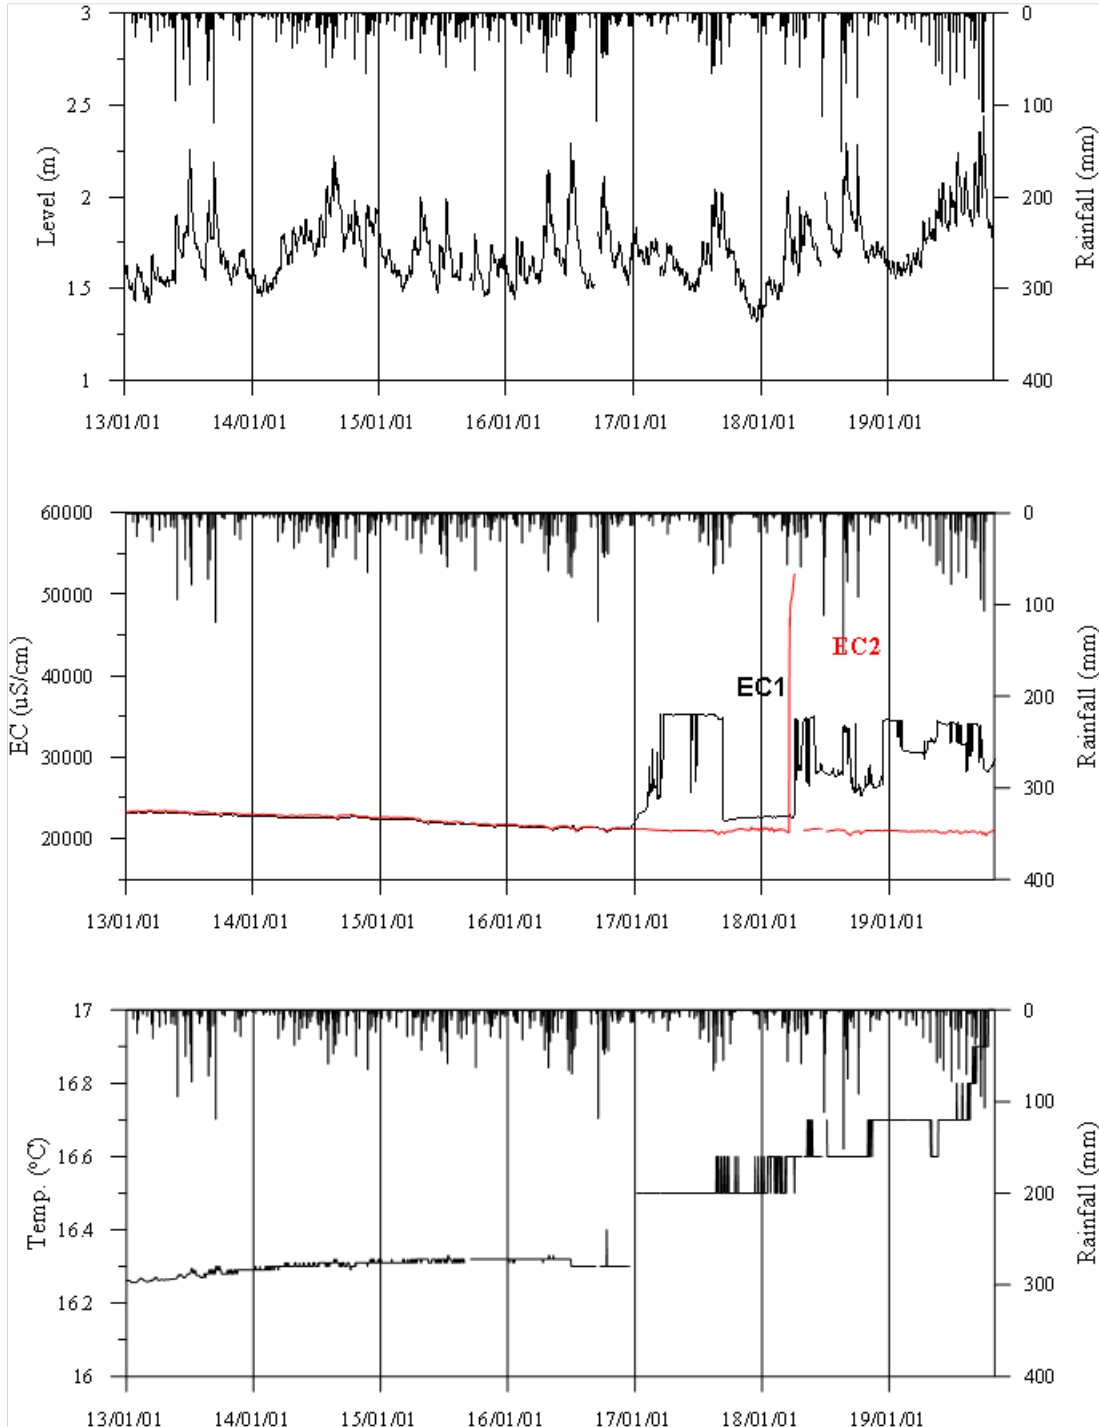 3 0
2.5 100
2 200
1.5 300
1 400
Level (m)
Rainfall (mm)
13/01/01 14/01/01 15/01/01 16/01/01 17/01/01 18/01/01 19/01/01
60000 0
50000 100
40000 200
30000 300
20000
400
EC (uS/cm)
Rainfall (mm)
EC2
EC1
13/01/01 14/01/01 15/01/01 16/01/01 17/01/01 18/01/01 19/01/01
17 0
16.8 100
16.6 200
16.4
16.2 300
16 400
Temp. (°C)
Rainfall (mm)
13/01/01 14/01/01 15/01/01 16/01/01 17/01/01 18/01/01 19/01/01